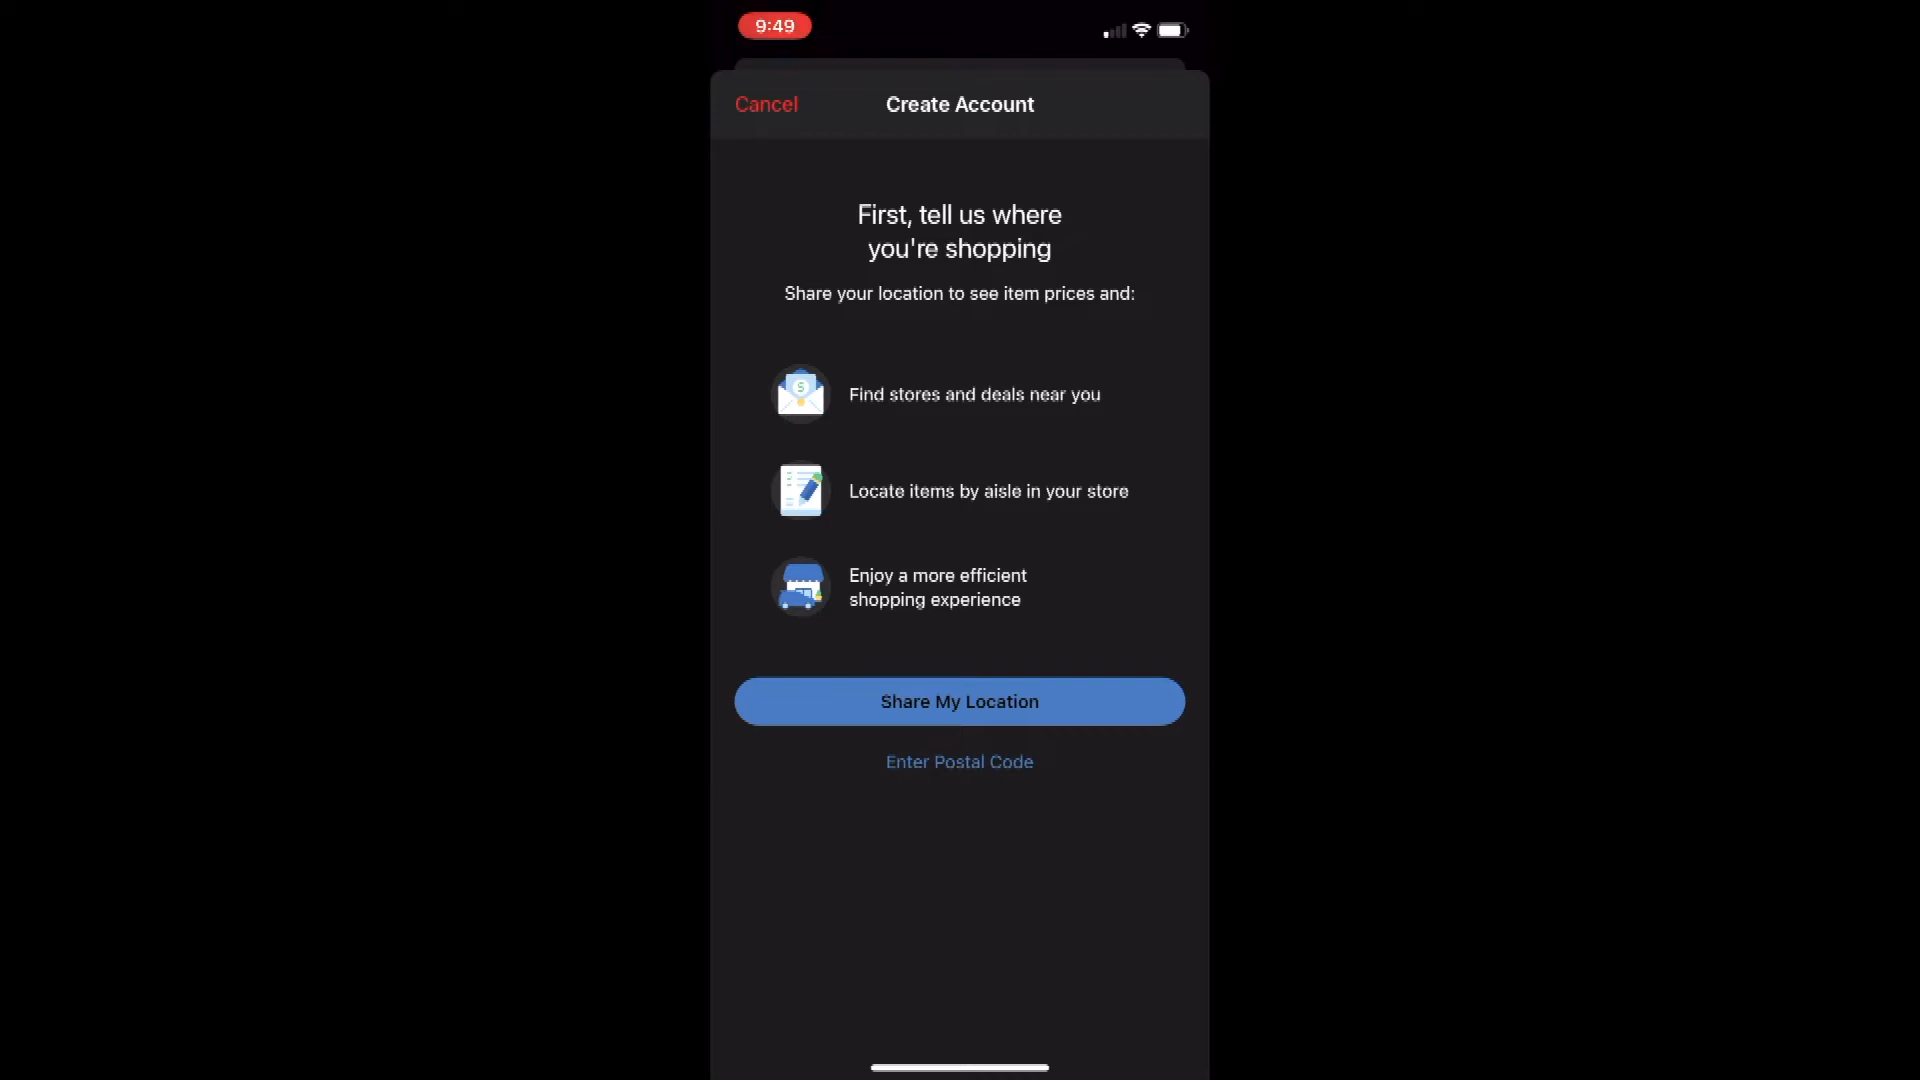 9:49
Cancel
Create Account
First, tell us where
you're shopping
Share your location to see item prices and:
$
Find stores and deals near you
Locate items by aisle in your store
Enjoy a more efficient
shopping experience
Share My Location
Enter Postal Code